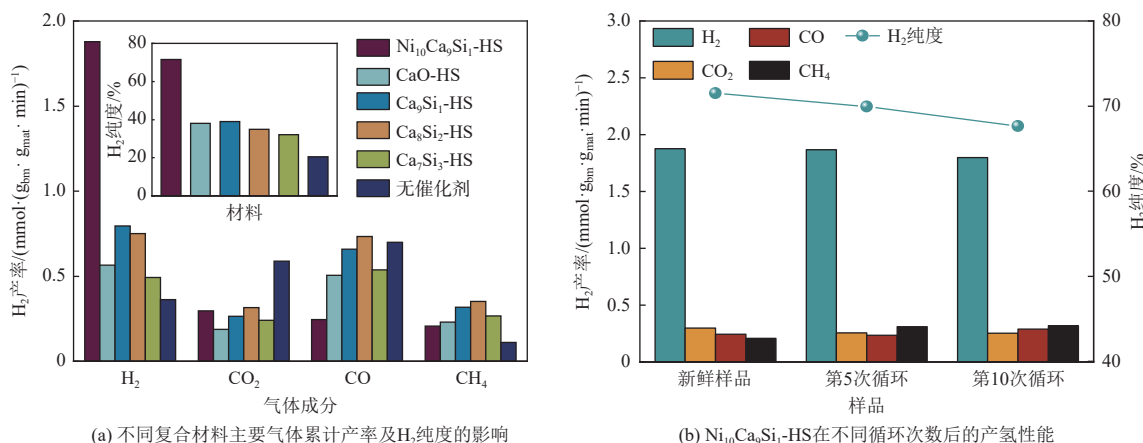 H₂产率/(mmol·(g_bm· g_mat· min)⁻¹)
2.0
1.5
1.0
0.5
0
H₂纯度/%
80
60
40
20
0
材料
Ni₁₀Ca₉Si₁-HS
CaO-HS
Ca₉Si₁-HS
Ca₈Si₂-HS
Ca₇Si₃-HS
无催化剂
H₂ CO₂ CO CH₄
气体成分
(a) 不同复合材料主要气体累计产率及H₂纯度的影响
H₂产率/(mmol·g_bm·g_mat·min)⁻¹)
3.0
2.5
2.0
1.5
1.0
0.5
0
H₂ CO H₂纯度
CO₂ CH₄
80
70
60
50
40
H₂纯度/%
新鲜样品 第5次循环 第10次循环
样品
(b) Ni₁₀Ca₉Si₁-HS在不同循环次数后的产氢性能